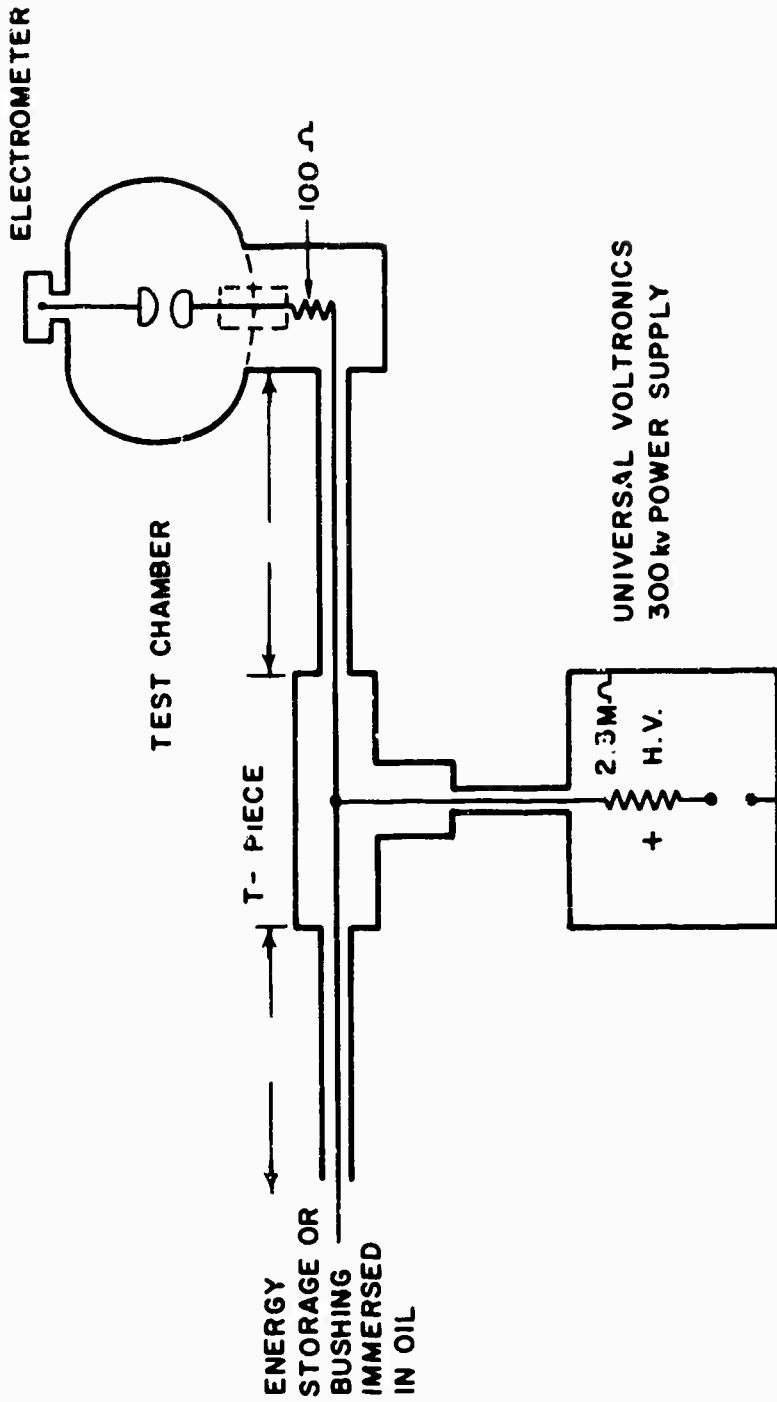 ELECTROMETER
100 Ω
TEST CHAMBER
T- PIECE
ENERGY
STORAGE OR
BUSHING
IMMERSED
IN OIL
2.3MΩ
H.V.
+
UNIVERSAL VOLTRONICS
300 kv POWER SUPPLY